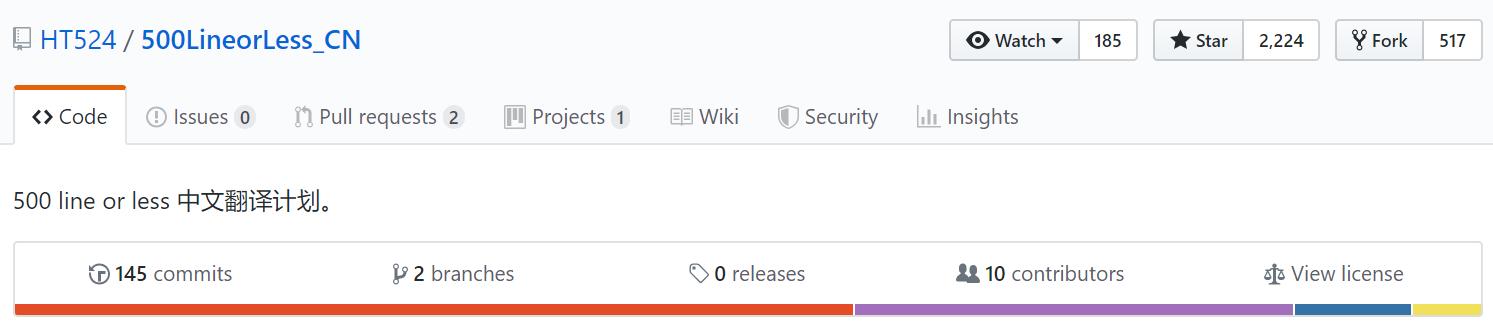 HT524 / 500LineorLess_CN Watch 185 Star 2,224 Fork 517
Code Issues 0 Pull requests 2 Projects 1 Wiki Security Insights
500 line or less 中文翻译计划。
145 commits 2 branches 0 releases 10 contributors View license